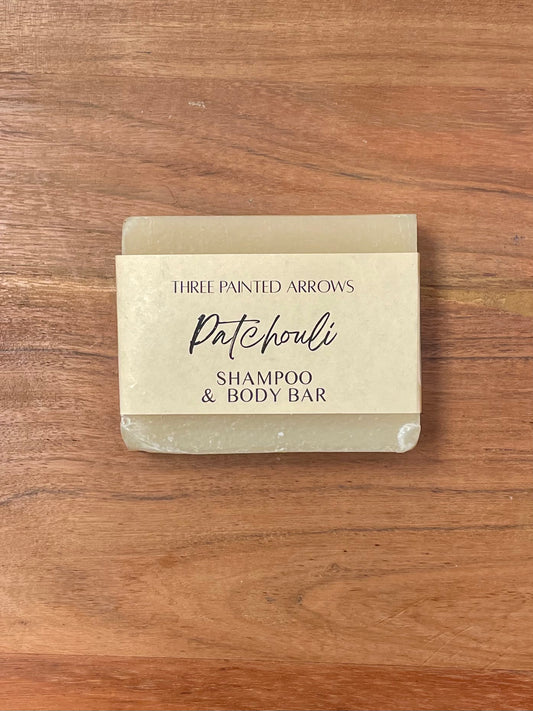 THREE PAINTED ARROWS
Patchouli
SHAMPOO
& BODY BAR